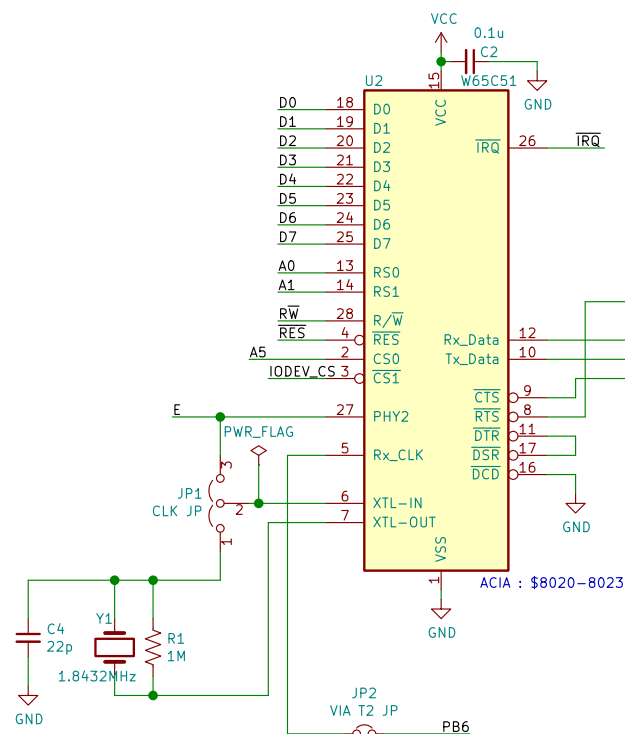 VCC
0.1u
C2
U2
W65C51
15
VCC
GND
D0 18 D0
D1 19 D1
D2 20 D2
IRQ 26 IRQ
D3 21 D3
D4 22 D4
D5 23 D5
D6 24 D6
D7 25 D7
A0 13 RS0
A1 14 RS1
RW 28 R/W
RES 4 RES
Rx_Data 12
A5 2 CS0
Tx_Data 10
IODEV_CS 3 CS1
CTS 9
E 27 PHY2
RTS 8
PWR_FLAG
DTR 11
5 Rx_CLK
DSR 17
3
DCD 16
JP1
CLK JP
2
6 XTL-IN
7 XTL-OUT
GND
1
VSS
1
ACIA : $8020-8023
GND
C4
22p
Y1
R1
1M
1.8432MHz
GND
JP2
VIA T2 JP
PB6